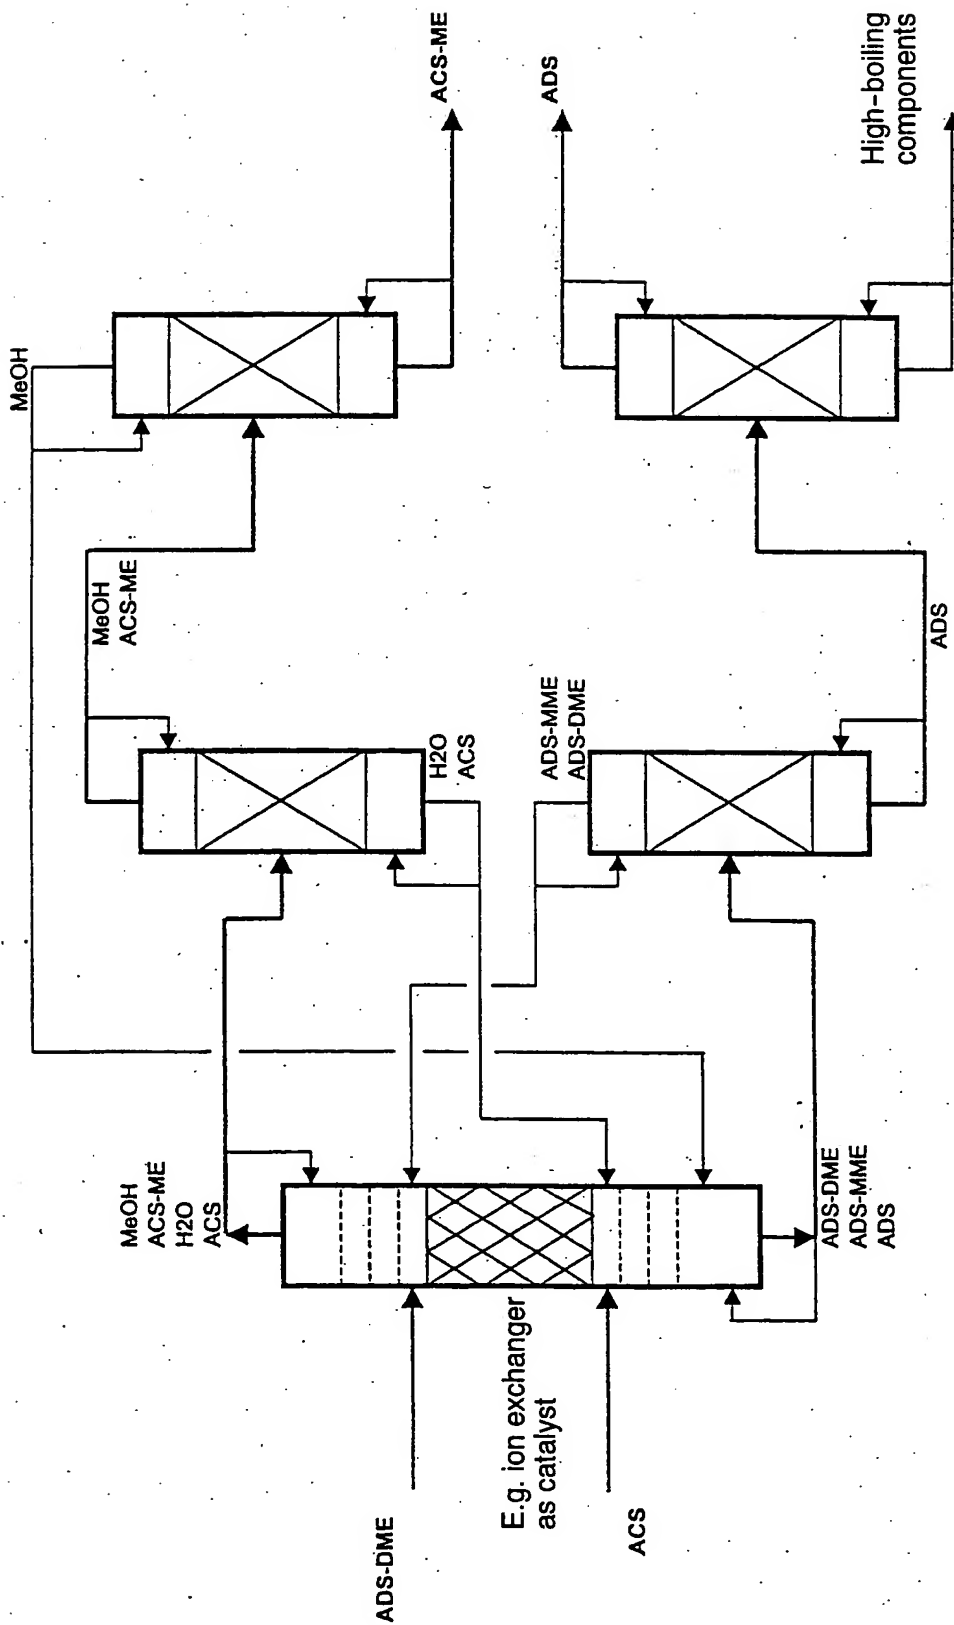 ADS-DME
E.g. ion exchanger
as catalyst
ACS
MeOH
ACS-ME
H2O
ACS
ADS-DME
ADS-MME
ADS
H2O
ACS
ADS-MME
ADS-DME
MeOH
ACS-ME
ADS
MeOH
ACS-ME
ADS
High-boiling
components